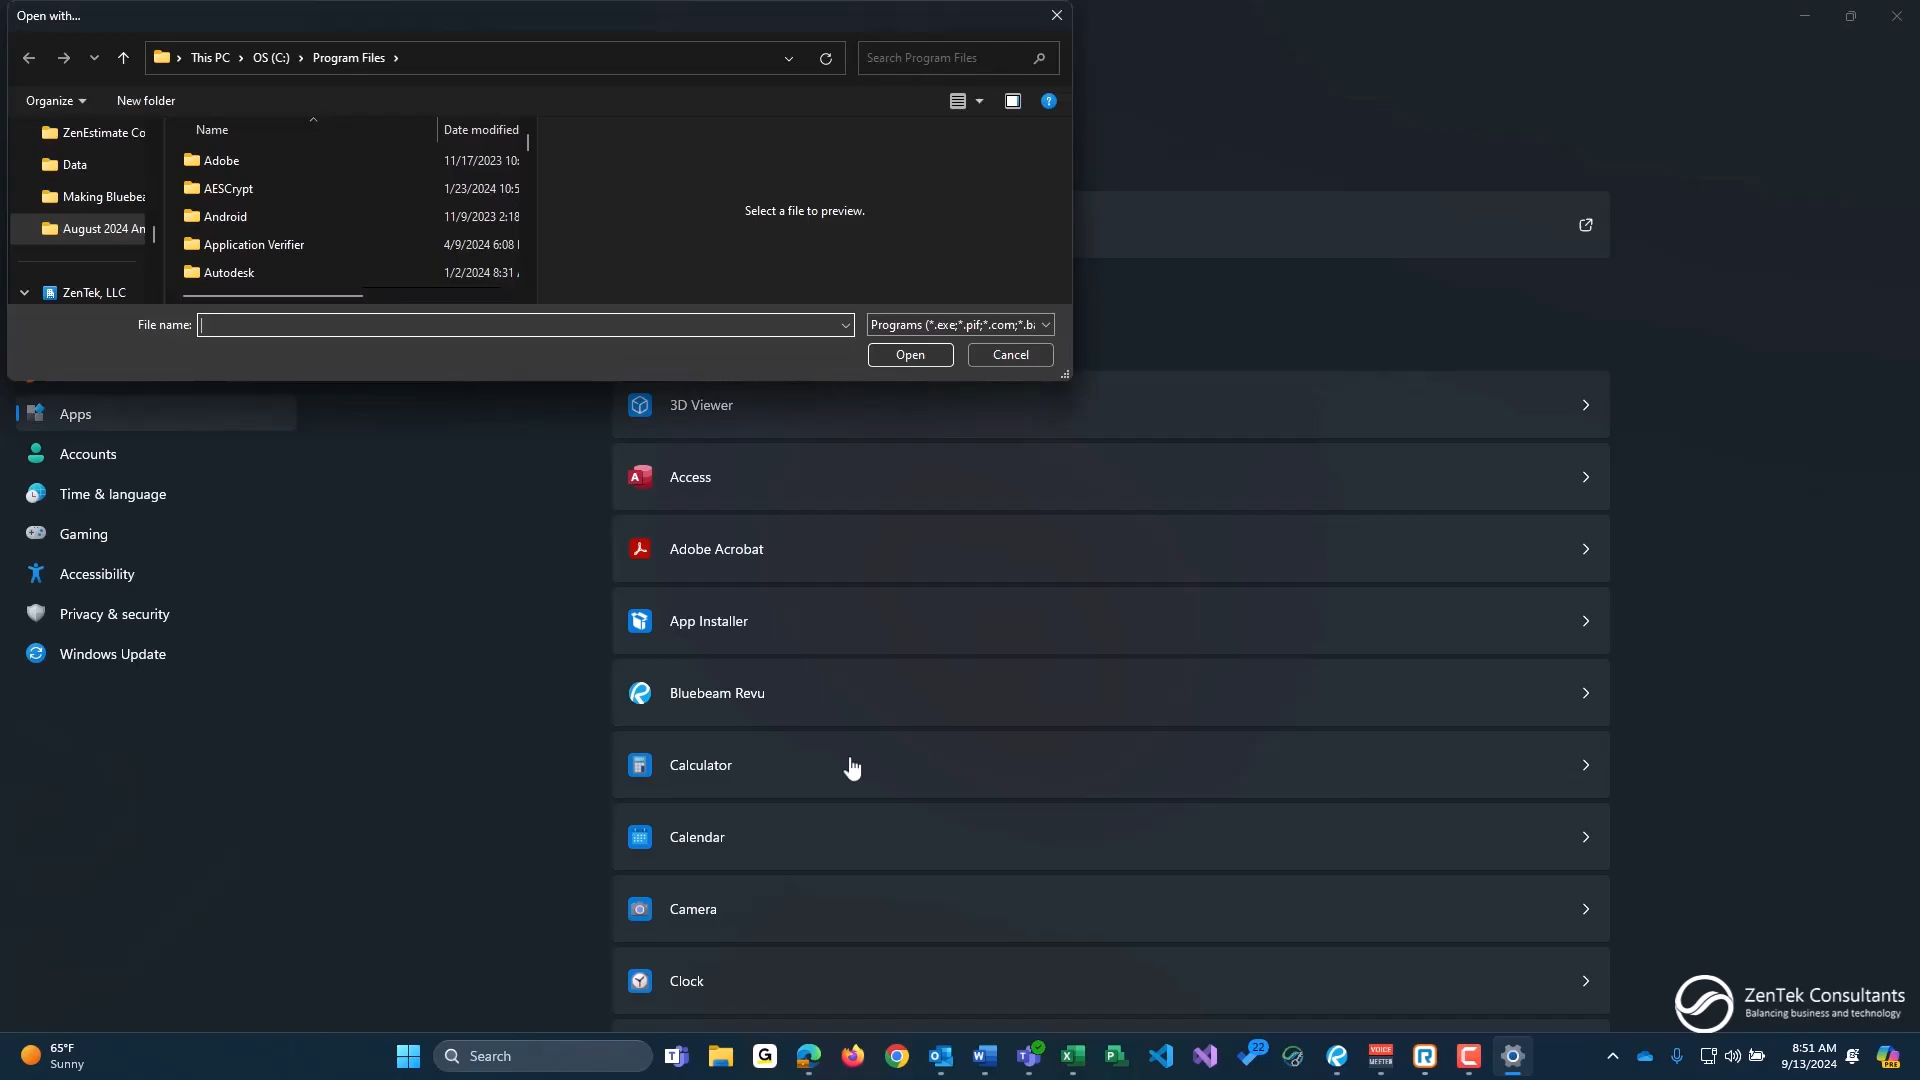 Open with...
This PC > OS (C:) > Program Files >
Search Program Files
Organize
New folder
ZenEstimate Co
Data
Making Bluebea
August 2024 An
ZenTek, LLC
Name
Date modified
Adobe 11/17/2023 10:
AESCrypt 1/23/2024 10:5
Android 11/9/2023 2:18
Application Verifier 4/9/2024 6:08
Autodesk 1/2/2024 8:31
Select a file to preview.
File name:
Programs (*.exe;*.pif;*.com;*.ba
Open
Cancel
Apps
Accounts
Time & language
Gaming
Accessibility
Privacy & security
Windows Update
3D Viewer
Access
Adobe Acrobat
App Installer
Bluebeam Revu
Calculator
Calendar
Camera
Clock
ZenTek Consultants
Balancing business and technology
65°F
Sunny
Search
22
VOICE
MEETER
8:51 AM
9/13/2024
PRE